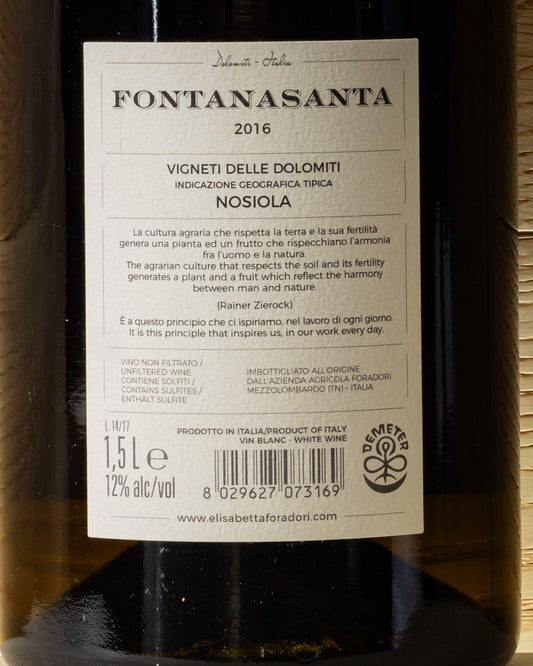 Dolomiti - Italia
FONTANASANTA
2016
VIGNETI DELLE DOLOMITI
INDICAZIONE GEOGRAFICA TIPICA
NOSIOLA
La cultura agraria che rispetta la terra e la sua fertilità
genera una pianta ed un frutto che rispecchiano l'armonia
fra l'uomo e la natura.
The agrarian culture that respects the soil and its fertility
generates a plant and a fruit which reflect the harmony
between man and nature.
(Rainer Zierock)
È a questo principio che ci ispiriamo, nel lavoro di ogni giorno.
It is this principle that inspires us, in our work every day.
VINO NON FILTRATO /
UNFILTERED WINE
CONTIENE SOLFITI /
CONTAINS SULFITES /
ENTHÄLT SULFITE
IMBOTTIGLIATO ALL'ORIGINE
DALL'AZIENDA AGRICOLA FORADORI
MEZZOLOMBARDO (TN) - ITALIA
L.14/17
1,5 L e
12% alc/vol
PRODOTTO IN ITALIA/PRODUCT OF ITALY
VIN BLANC - WHITE WINE
8 029627 073169
DEMETER
www.elisabettaforadori.com